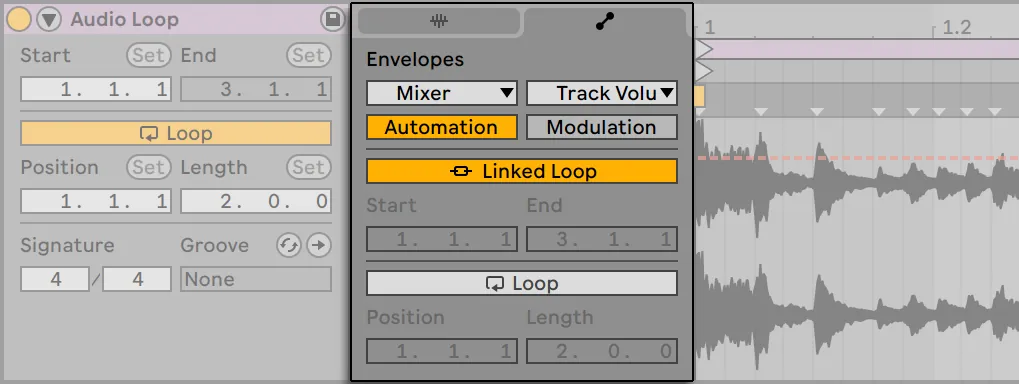 Audio Loop
Start Set End Set
1. 1. 1 3. 1. 1
Loop
Position Set Length Set
1. 1. 1 2. 0. 0
Signature Groove
4 / 4 None
Envelopes
Mixer Track Volu
Automation Modulation
Linked Loop
Start End
1. 1. 1 3. 1. 1
Loop
Position Length
1. 1. 1 2. 0. 0
1 1.2